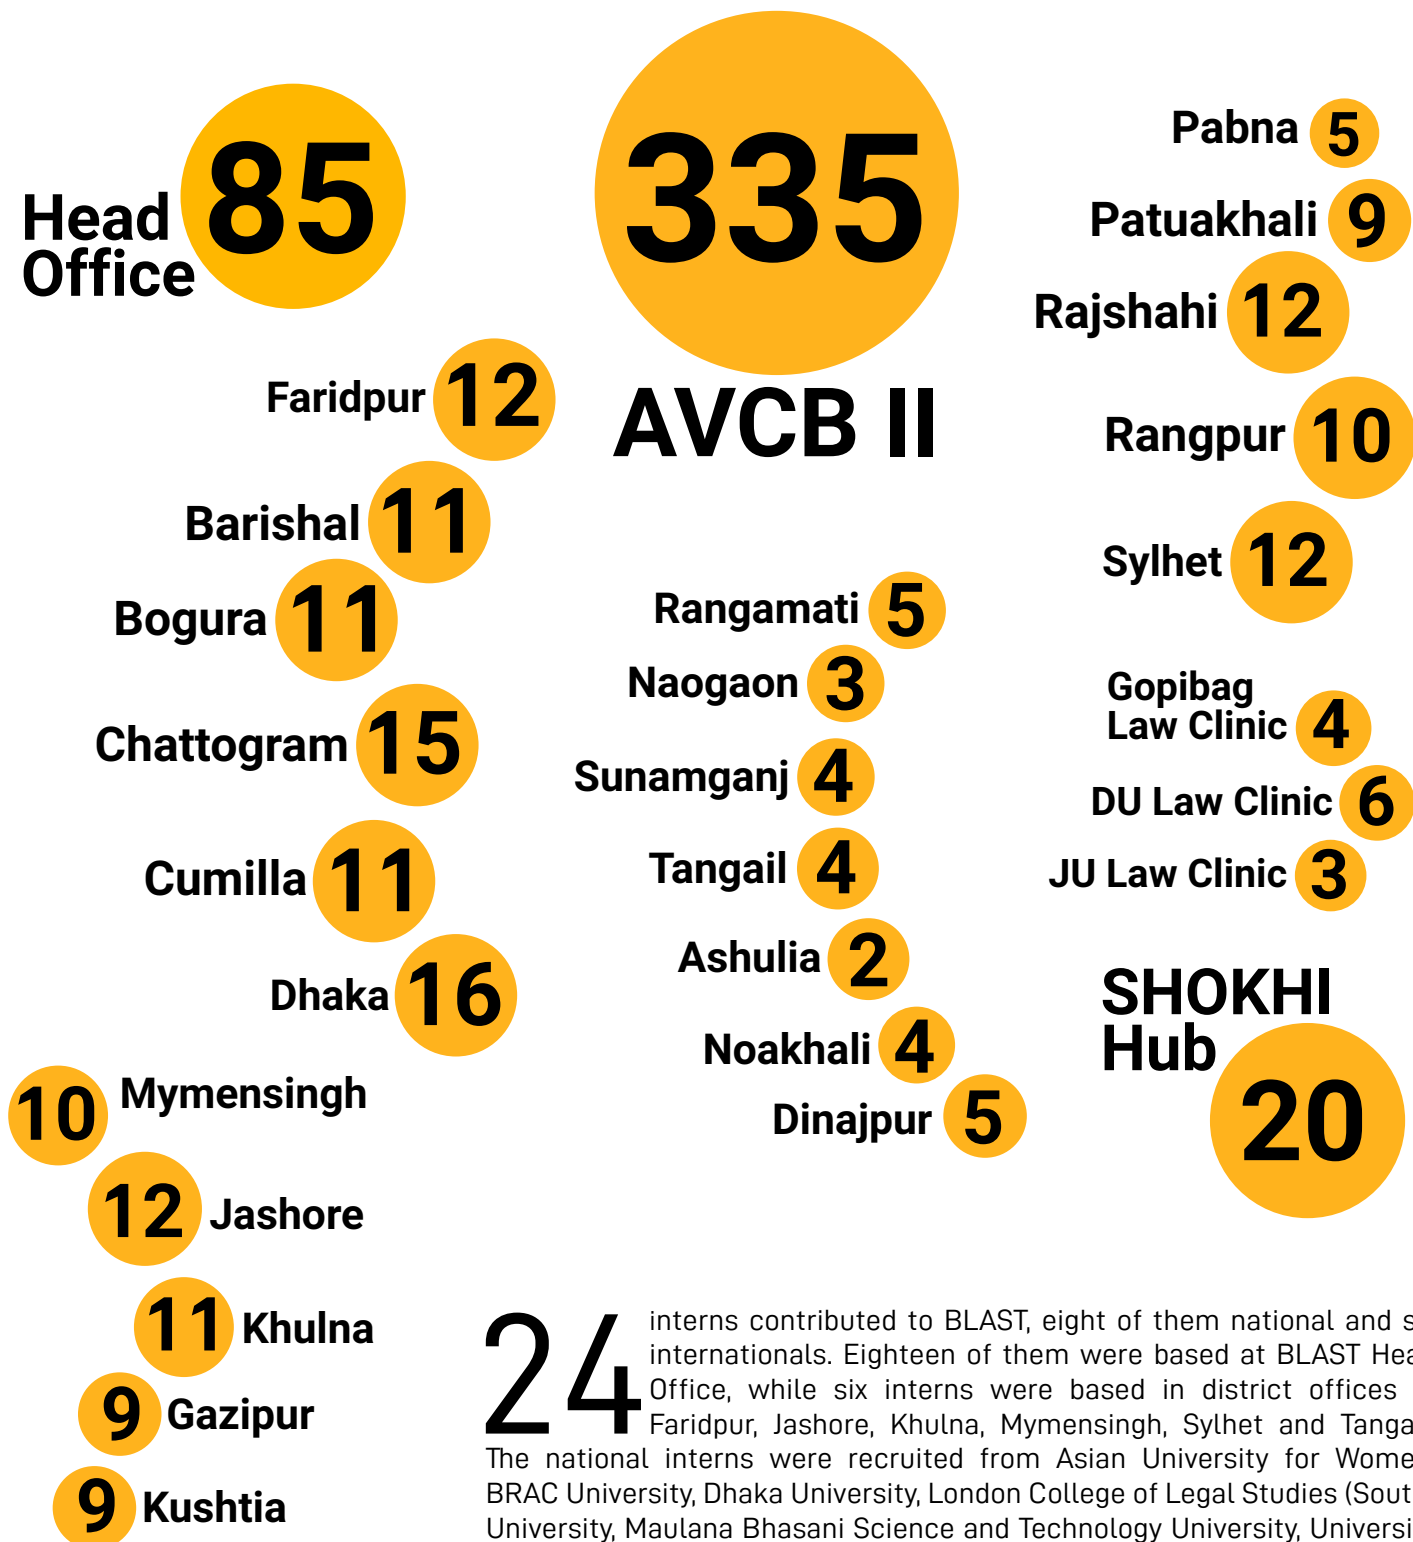 Head
Office
85
Faridpur 12
Barishal 11
Bogura 11
Chattogram 15
Cumilla 11
Dhaka 16
10 Mymensingh
12 Jashore
11 Khulna
9 Gazipur
9 Kushtia
335
AVCB II
Rangamati 5
Naogaon 3
Sunamganj 4
Tangail 4
Ashulia 2
Noakhali 4
Dinajpur 5
Pabna 5
Patuakhali 9
Rajshahi 12
Rangpur 10
Sylhet 12
Gopibag
Law Clinic 4
DU Law Clinic 6
JU Law Clinic 3
SHOKHI
Hub
20
24 interns contributed to BLAST, eight of them national and
internationals. Eighteen of them were based at BLAST
Office, while six interns were based in district offices
Faridpur, Jashore, Khulna, Mymensingh, Sylhet and
The national interns were recruited from Asian University for
BRAC University, Dhaka University, London College of Legal Studies
University, Maulana Bhasani Science and Technology University,